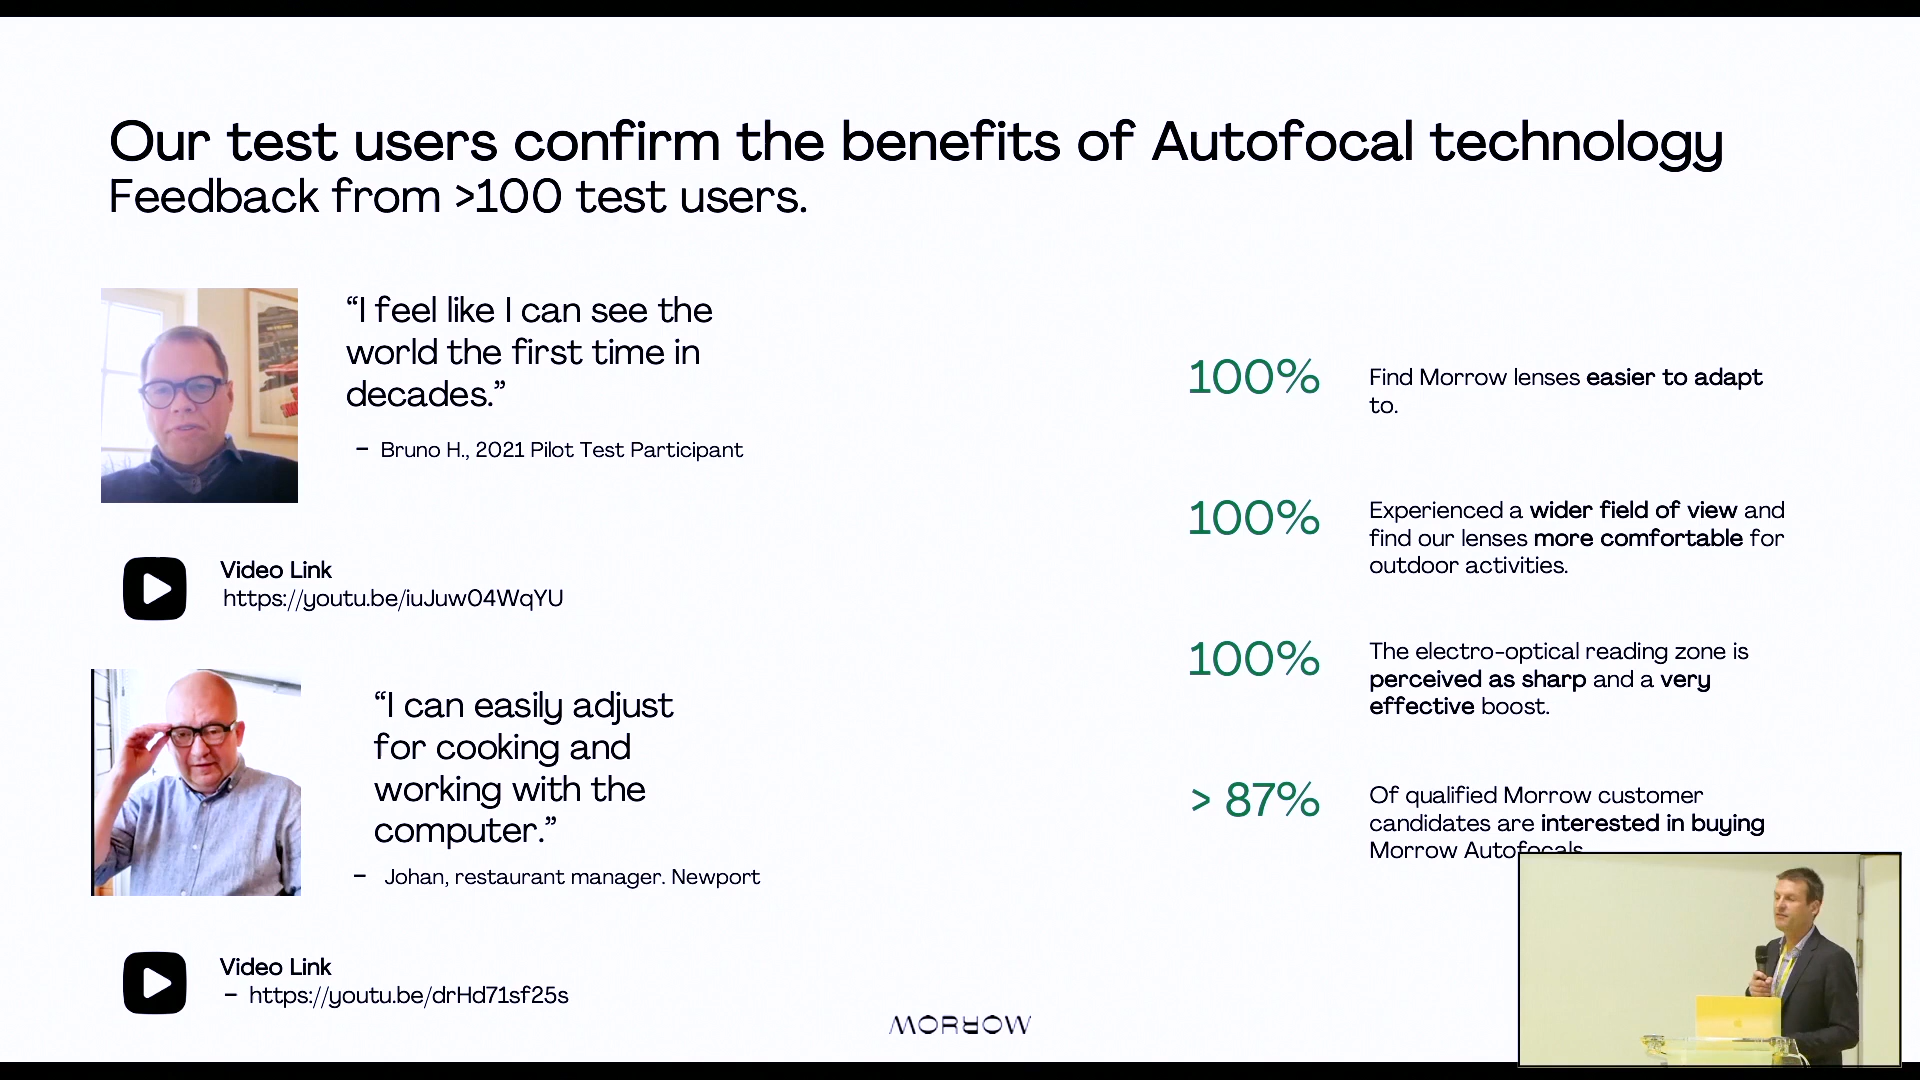 Our test users confirm the benefits of Autofocal technology
Feedback from >100 test users.
“I feel like I can see the
world the first time in
decades.”
– Bruno H., 2021 Pilot Test Participant
Video Link
https://youtu.be/iuJuw04WqYU
“I can easily adjust
for cooking and
working with the
computer.”
– Johan, restaurant manager. Newport
Video Link
– https://youtu.be/drHd71sf25s
100%
Find Morrow lenses easier to adapt
to.
100%
Experienced a wider field of view and
find our lenses more comfortable for
outdoor activities.
100%
The electro-optical reading zone is
perceived as sharp and a very
effective boost.
> 87%
Of qualified Morrow customer
candidates are interested in buying
Morrow Autofocals
MORROW